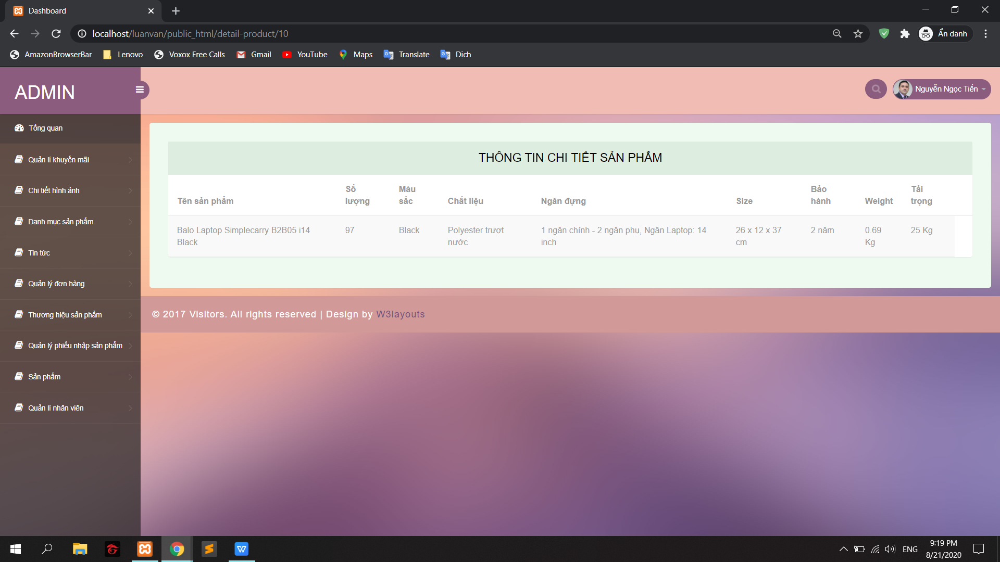 Dashboard
localhost/luanvan/public_html/detail-product/10
Ẩn danh
AmazonBrowserBar
Lenovo
Voxox Free Calls
Gmail
YouTube
Maps
Translate
Dịch
ADMIN
Nguyễn Ngọc Tiến
Tổng quan
Quản lí khuyến mãi
Chi tiết hình ảnh
Danh mục sản phẩm
Tin tức
Quản lý đơn hàng
Thương hiệu sản phẩm
Quản lý phiếu nhập sản phẩm
Sản phẩm
Quản lí nhân viên
THÔNG TIN CHI TIẾT SẢN PHẨM
Tên sản phẩm
Số
lượng
Màu
sắc
Chất liệu
Ngăn đựng
Size
Bảo
hành
Weight
Tải
trọng
Balo Laptop Simplecarry B2B05 i14
Black
97
Black
Polyester trượt
nước
1 ngăn chính - 2 ngăn phụ, Ngăn Laptop: 14
inch
26 x 12 x 37
cm
2 năm
0.69
Kg
25 Kg
© 2017 Visitors. All rights reserved | Design by W3layouts
ENG
9:19 PM
8/21/2020